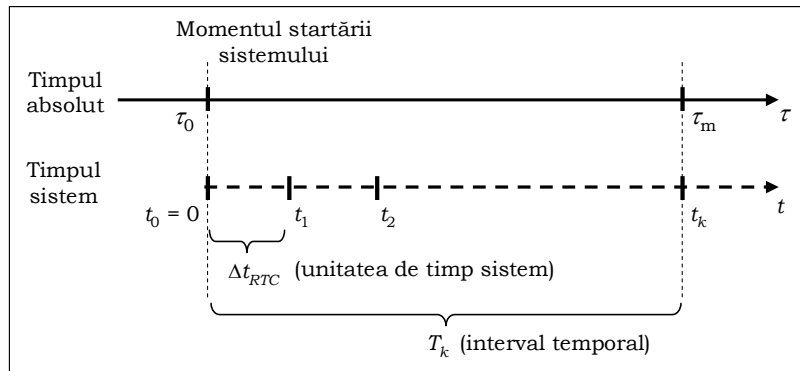 Momentul startării
sistemului
Timpul
absolut
τ₀
τₘ
τ
Timpul
sistem
t₀ = 0
t₁
t₂
tₖ
t
Δt_RTC (unitatea de timp sistem)
Tₖ (interval temporal)